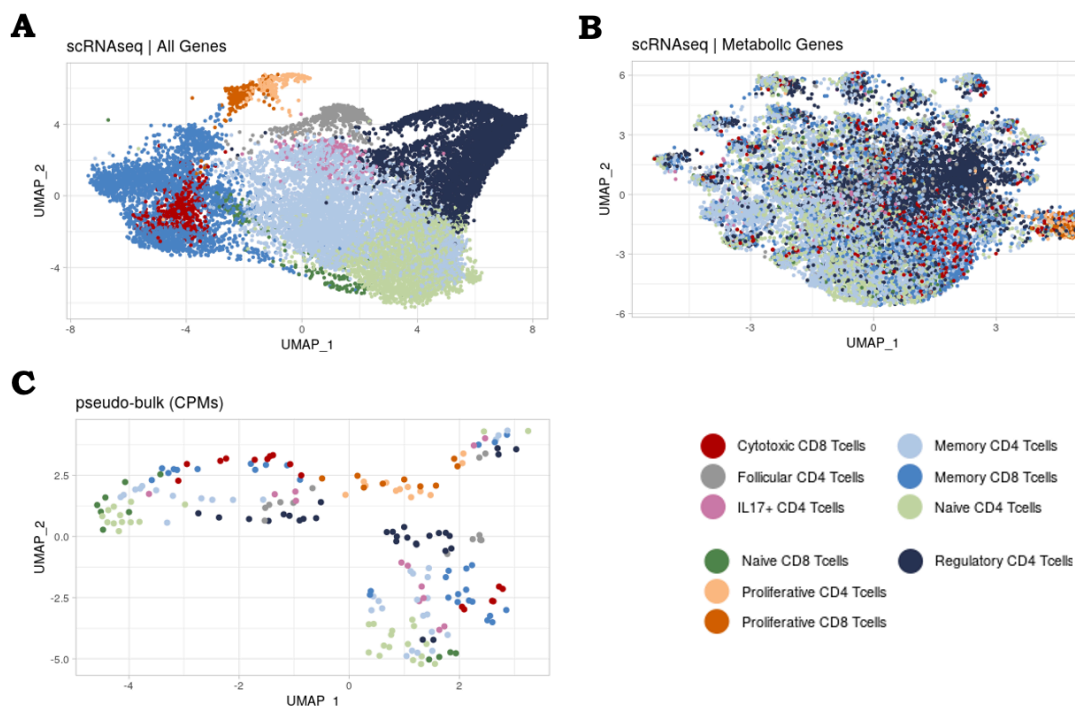 A
scRNAseq | All Genes
UMAP_2
4
0
-4
-8
-4
0
4
8
UMAP_1
B
scRNAseq | Metabolic Genes
UMAP_2
6
3
0
-3
-6
-3
0
3
UMAP_1
C
pseudo-bulk (CPMs)
UMAP_2
2.5
0.0
-2.5
-5.0
-4
-2
0
2
UMAP_1
Cytotoxic CD8 Tcells
Follicular CD4 Tcells
IL17+ CD4 Tcells
Naive CD8 Tcells
Proliferative CD4 Tcells
Proliferative CD8 Tcells
Memory CD4 Tcells
Memory CD8 Tcells
Naive CD4 Tcells
Regulatory CD4 Tcells